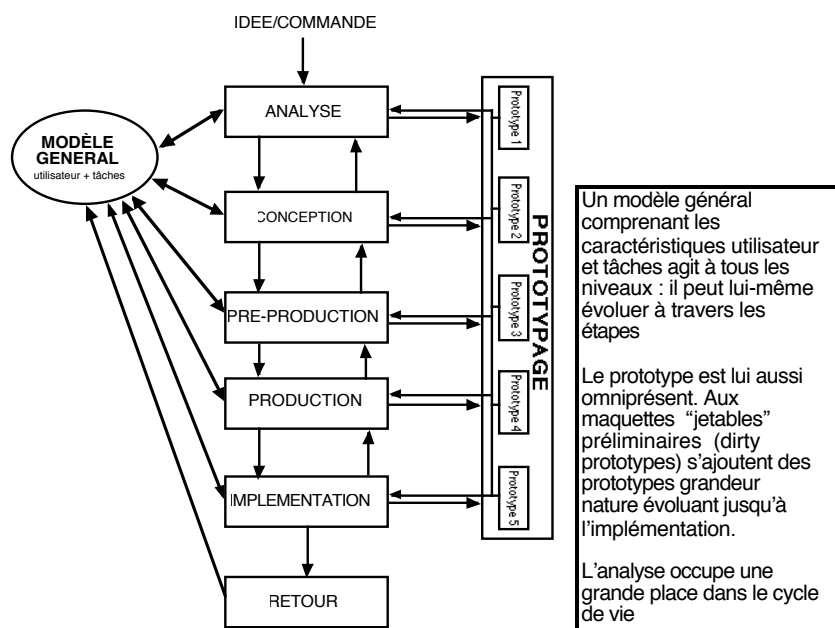 IDEE/COMMANDE
ANALYSE
MODÈLE
GENERAL
utilisateur + tâches
CONCEPTION
PRE-PRODUCTION
PRODUCTION
IMPLEMENTATION
RETOUR
Prototype 1
Prototype 2
Prototype 3
Prototype 4
Prototype 5
PROTOTYPAGE
Un modèle général
comprenant les
caractéristiques utilisateur
et tâches agit à tous les
niveaux : il peut lui-même
évoluer à travers les
étapes
Le prototype est lui aussi
omniprésent. Aux
maquettes “jetables”
préliminaires (dirty
prototypes) s’ajoutent des
prototypes grandeur
nature évoluant jusqu’à
l’implémentation.
L’analyse occupe une
grande place dans le cycle
de vie